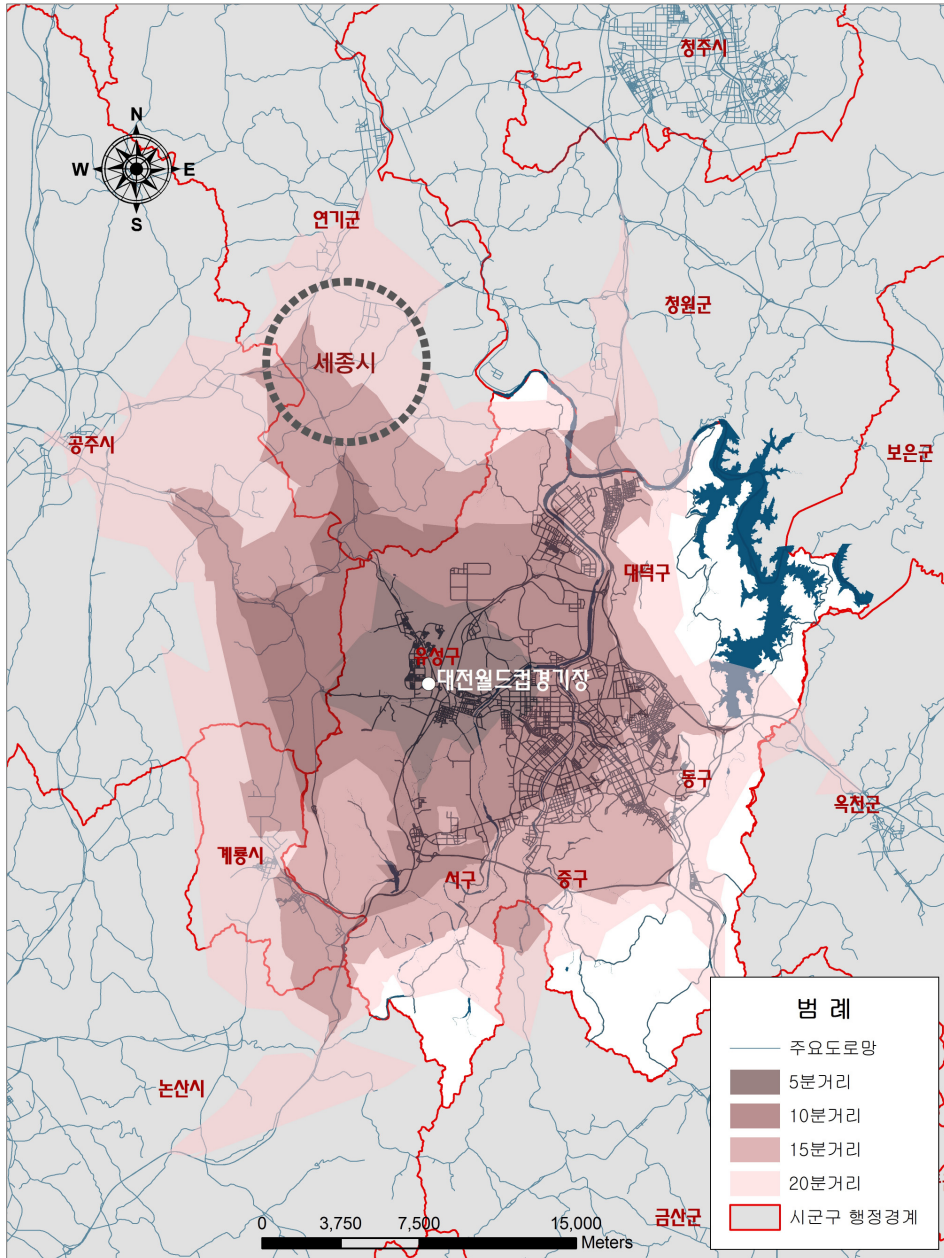 청주시
N
W
E
S
연기군
청원군
세종시
공주시
보은군
대덕구
유성구
대전월드컵경기장
동구
옥천군
계룡시
서구
중구
논산시
금산군
범 례
주요도로망
5분거리
10분거리
15분거리
20분거리
시군구 행정경계
0 3,750 7,500 15,000
Meters